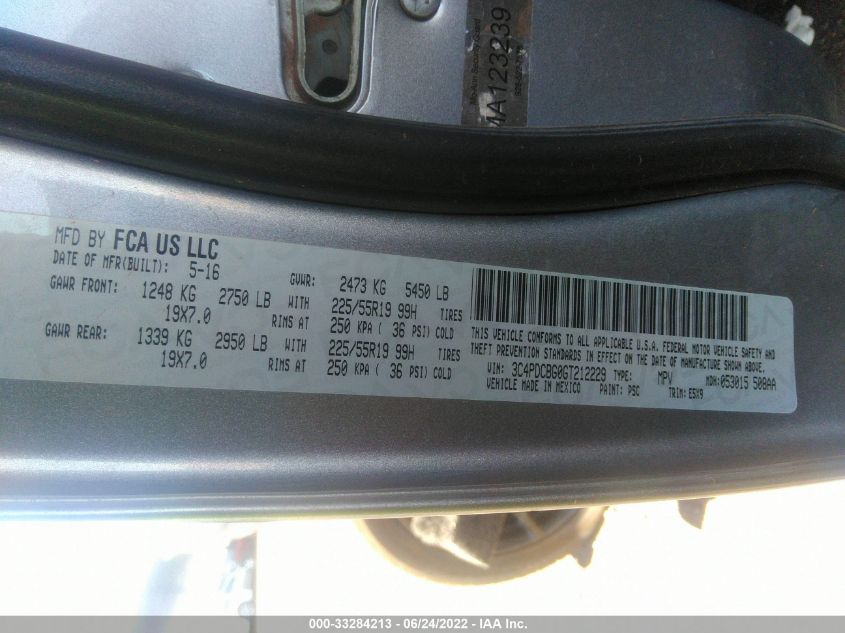 MA123239
MFD BY FCA US LLC
DATE OF MFR(BUILT): 5-16 GVWR: 2473 KG 5450 LB
GAWR FRONT: 1248 KG 2750 LB WITH 225/55R19 99H TIRES
19X7.0 RIMS AT 250 KPA ( 36 PSI) COLD
GAWR REAR: 1339 KG 2950 LB WITH 225/55R19 99H TIRES
19X7.0 RIMS AT 250 KPA ( 36 PSI) COLD
THIS VEHICLE CONFORMS TO ALL APPLICABLE U.S.A. FEDERAL MOTOR VEHICLE SAFETY AND
THEFT PREVENTION STANDARDS IN EFFECT ON THE DATE OF MANUFACTURE SHOWN ABOVE.
VIN: 3C4PDCBG0GT212229 TYPE: MPV MDH: 053015 508AA
VEHICLE MADE IN MEXICO PAINT: PSC TRIM: E5X9
000-33284213 - 06/24/2022 - IAA Inc.